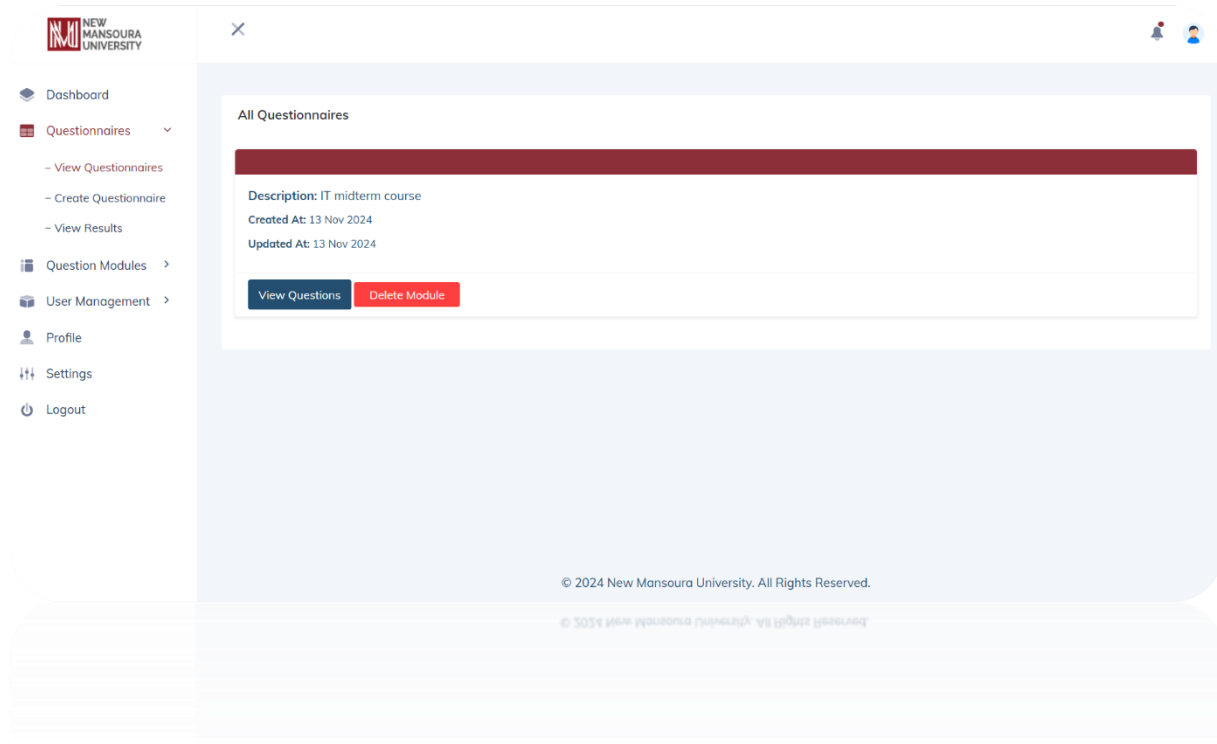 NEW
MANSOURA
UNIVERSITY
Dashboard
Questionnaires
– View Questionnaires
– Create Questionnaire
– View Results
Question Modules
User Management
Profile
Settings
Logout
All Questionnaires
Description: IT midterm course
Created At: 13 Nov 2024
Updated At: 13 Nov 2024
View Questions
Delete Module
© 2024 New Mansoura University. All Rights Reserved.